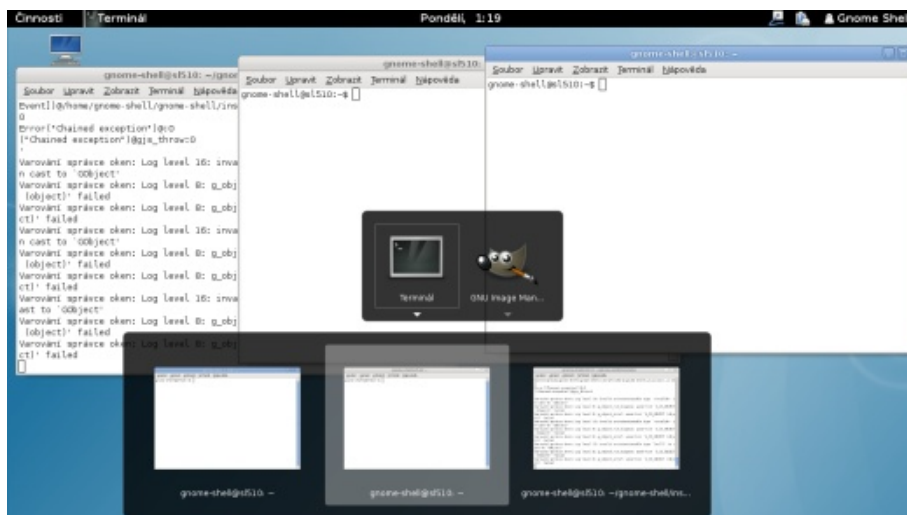 Činnosti Terminál Pondělí, 1:19 Gnome Shel
gnome-shell@sl510: ~/gnor
Soubor Upravit Zobrazit Terminál Nápověda
Event]]@/home/gnome-shell/gnome-shell/ins
0
Error("Chained exception")@:0
("Chained exception")@gjs_throw:0
'
Varování správce oken: Log level 16: inva
n cast to `GObject'
Varování správce oken: Log level 8: g_obj
(object)' failed
Varování správce oken: Log level 8: g_obj
ct)' failed
Varování správce oken: Log level 16: inva
n cast to `GObject'
Varování správce oken: Log level 8: g_obj
(object)' failed
Varování správce oken: Log level 8: g_obj
ct)' failed
Varování správce oken: Log level 16: inva
ast to `GObject'
Varování správce oken: Log level 8: g_obj
(object)' failed
Varování správce oken: Log level 8: g_obj
ct)' failed
gnome-shell@sl510:
Soubor Upravit Zobrazit Terminál Nápověda
gnome-shell@sl510:~$
gnome-shell@sl510: ~
Soubor Upravit Zobrazit Terminál Nápověda
gnome-shell@sl510:~$
Terminál
GNU Image Man...
gnome-shell@sl510: ~
gnome-shell@sl510: ~
gnome-shell@sl510: ~/gnome-shell/ins...